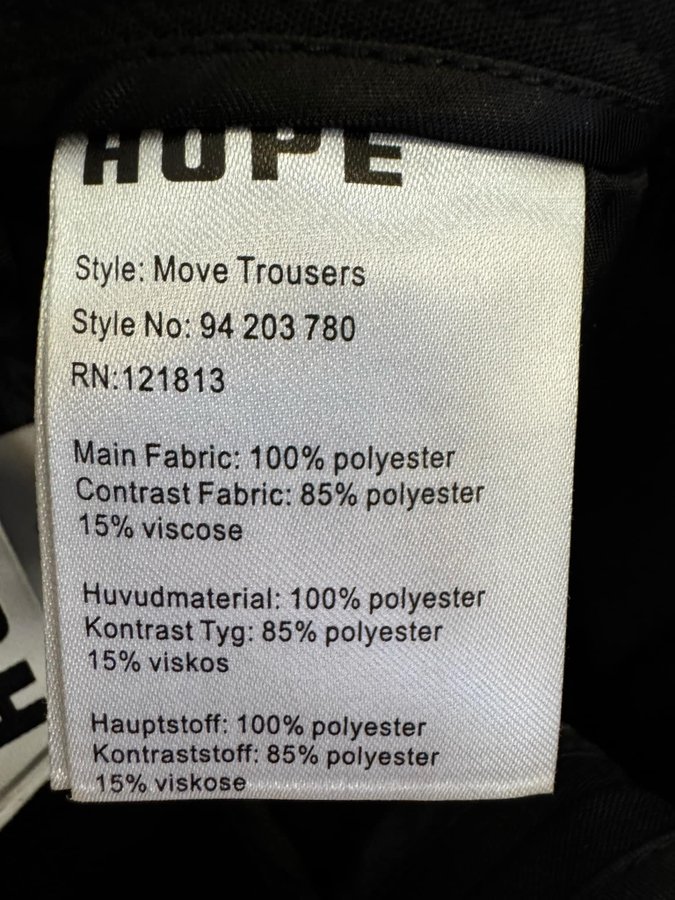 HOPE
Style: Move Trousers
Style No: 94 203 780
RN:121813
Main Fabric: 100% polyester
Contrast Fabric: 85% polyester
15% viscose
Huvudmaterial: 100% polyester
Kontrast Tyg: 85% polyester
15% viskos
Hauptstoff: 100% polyester
Kontraststoff: 85% polyester
15% viskose